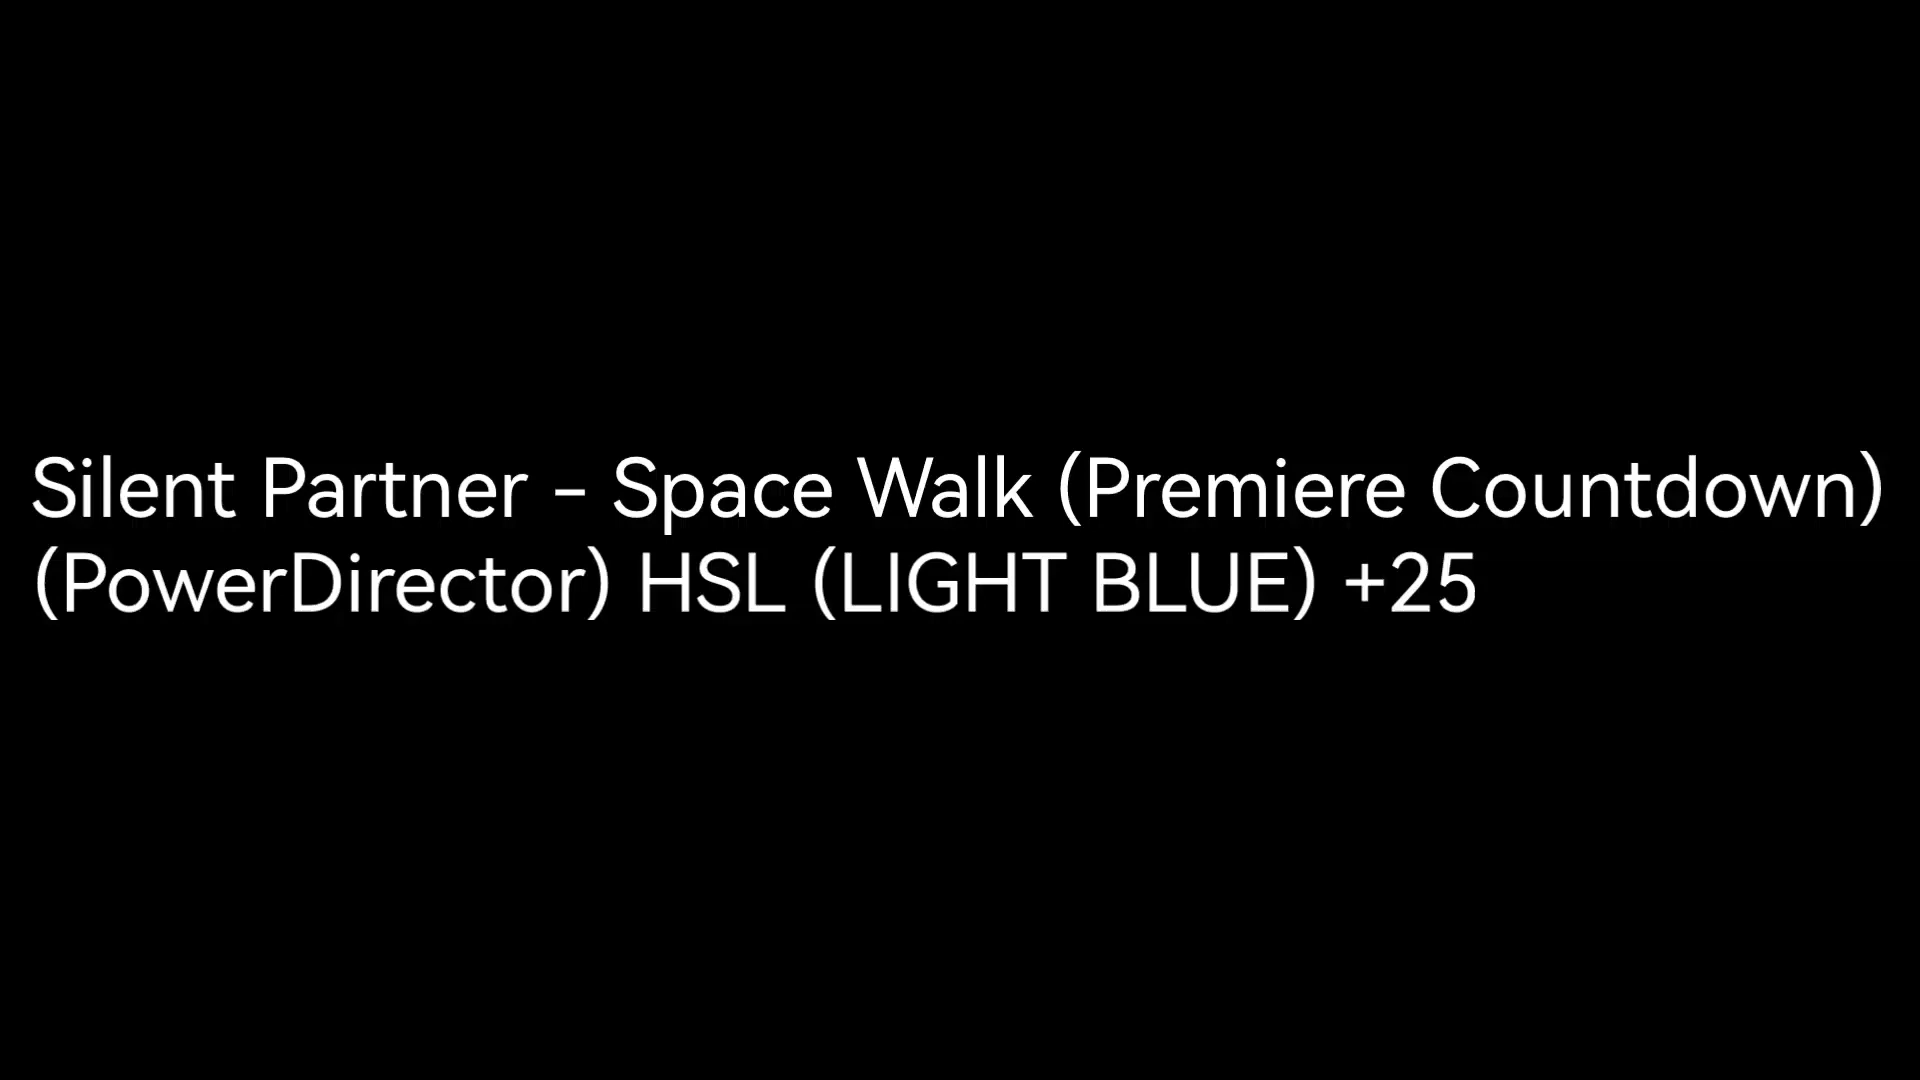 Silent Partner - Space Walk (Premiere Countdown)
(PowerDirector) HSL (LIGHT BLUE) +25